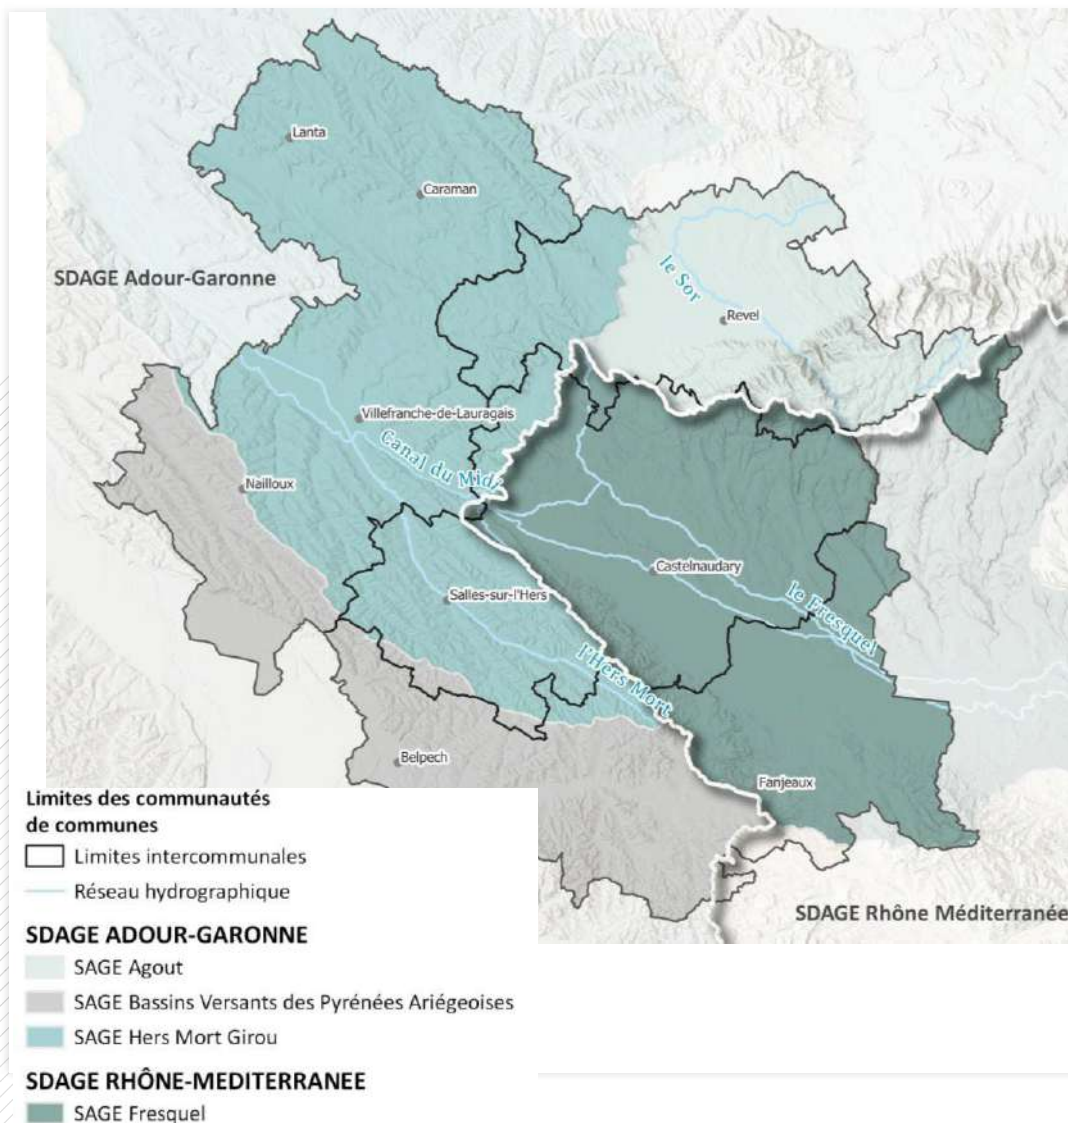 Lanta
Caraman
SDAGE Adour-Garonne
le Sor
Revel
Villefranche-de-Lauragais
Canal du Midi
Nailloux
Castelnaudary
Salles-sur-l'Hers
le Fresquel
l'Hers Mort
Belpech
Fanjeaux
SDAGE Rhône Méditerranée
Limites des communautés
de communes
Limites intercommunales
Réseau hydrographique
SDAGE ADOUR-GARONNE
SAGE Agout
SAGE Bassins Versants des Pyrénées Ariégeoises
SAGE Hers Mort Girou
SDAGE RHÔNE-MEDITERRANEE
SAGE Fresquel